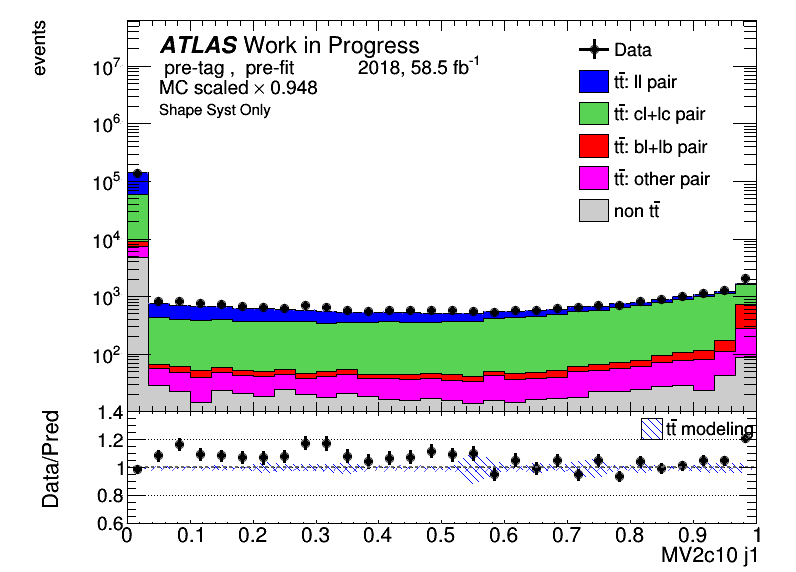 events
ATLAS Work in Progress
pre-tag , pre-fit 2018, 58.5 fb⁻¹
MC scaled × 0.948
Shape Syst Only
Data
tt̄: ll pair
tt̄: cl+lc pair
tt̄: bl+lb pair
tt̄: other pair
non tt̄
10⁷
10⁶
10⁵
10⁴
10³
10²
Data/Pred
tt̄ modeling
1.4
1.2
1
0.8
0.6
0 0.1 0.2 0.3 0.4 0.5 0.6 0.7 0.8 0.9 1
MV2c10 j1